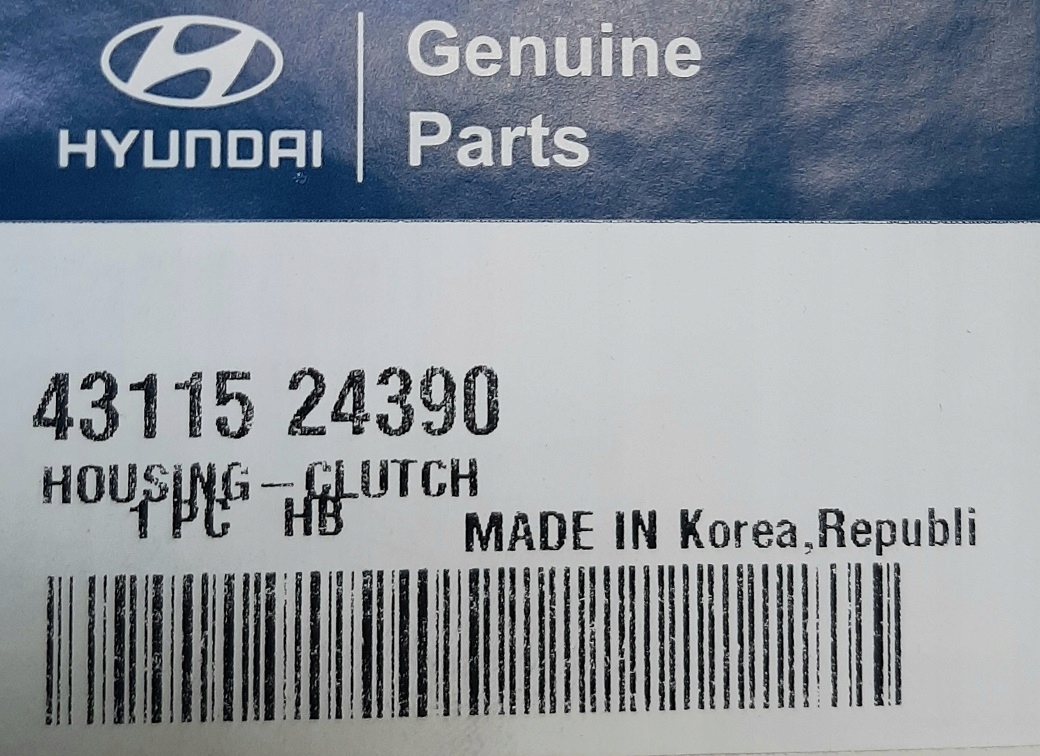 HYUNDAI
Genuine
Parts
43115 24390
HOUSING-CLUTCH
1 PC HB
MADE IN Korea,Republi